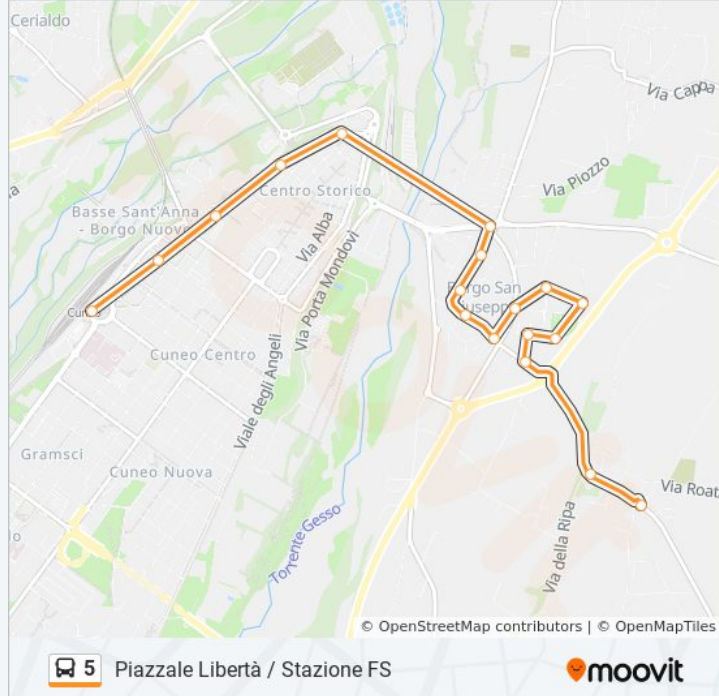 Cerialdo
Via Cappa
Via Piozzo
Centro Storico
Basse Sant'Anna
- Borgo Nuovo
Via Alba
Via Porta Mondovì
Borgo San
Giuseppe
Cuneo
Cuneo Centro
Viale degli Angeli
Gramsci
Cuneo Nuova
Via Roat
Via della Ripa
Torrente Gesso
© OpenStreetMap contributors | © OpenMapTiles
5 Piazzale Libertà / Stazione FS
moovit